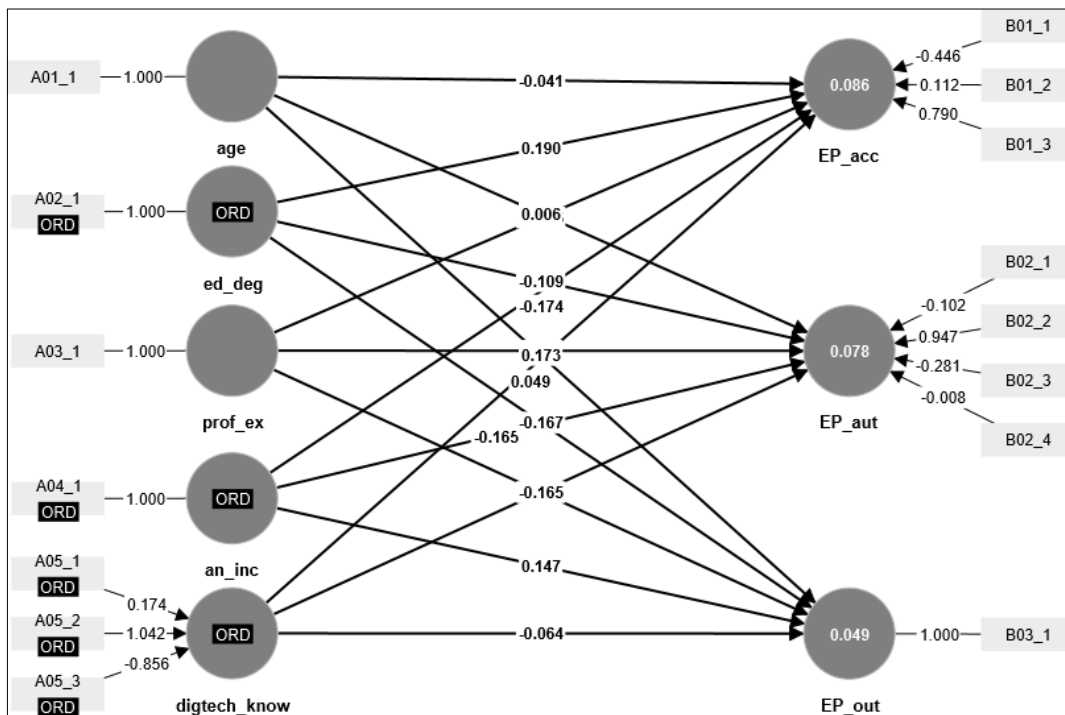 A01_1
1.000
age
A02_1
ORD
1.000
ORD
ed_deg
A03_1
1.000
prof_ex
A04_1
ORD
1.000
ORD
an_inc
A05_1
ORD
A05_2
ORD
A05_3
ORD
0.174
1.042
-0.856
ORD
digtech_know
-0.041
0.190
0.006
-0.109
-0.174
0.173
0.049
-0.167
-0.165
-0.165
0.147
-0.064
0.086
EP_acc
-0.446
0.112
0.790
B01_1
B01_2
B01_3
0.078
EP_aut
-0.102
0.947
-0.281
-0.008
B02_1
B02_2
B02_3
B02_4
0.049
EP_out
1.000
B03_1